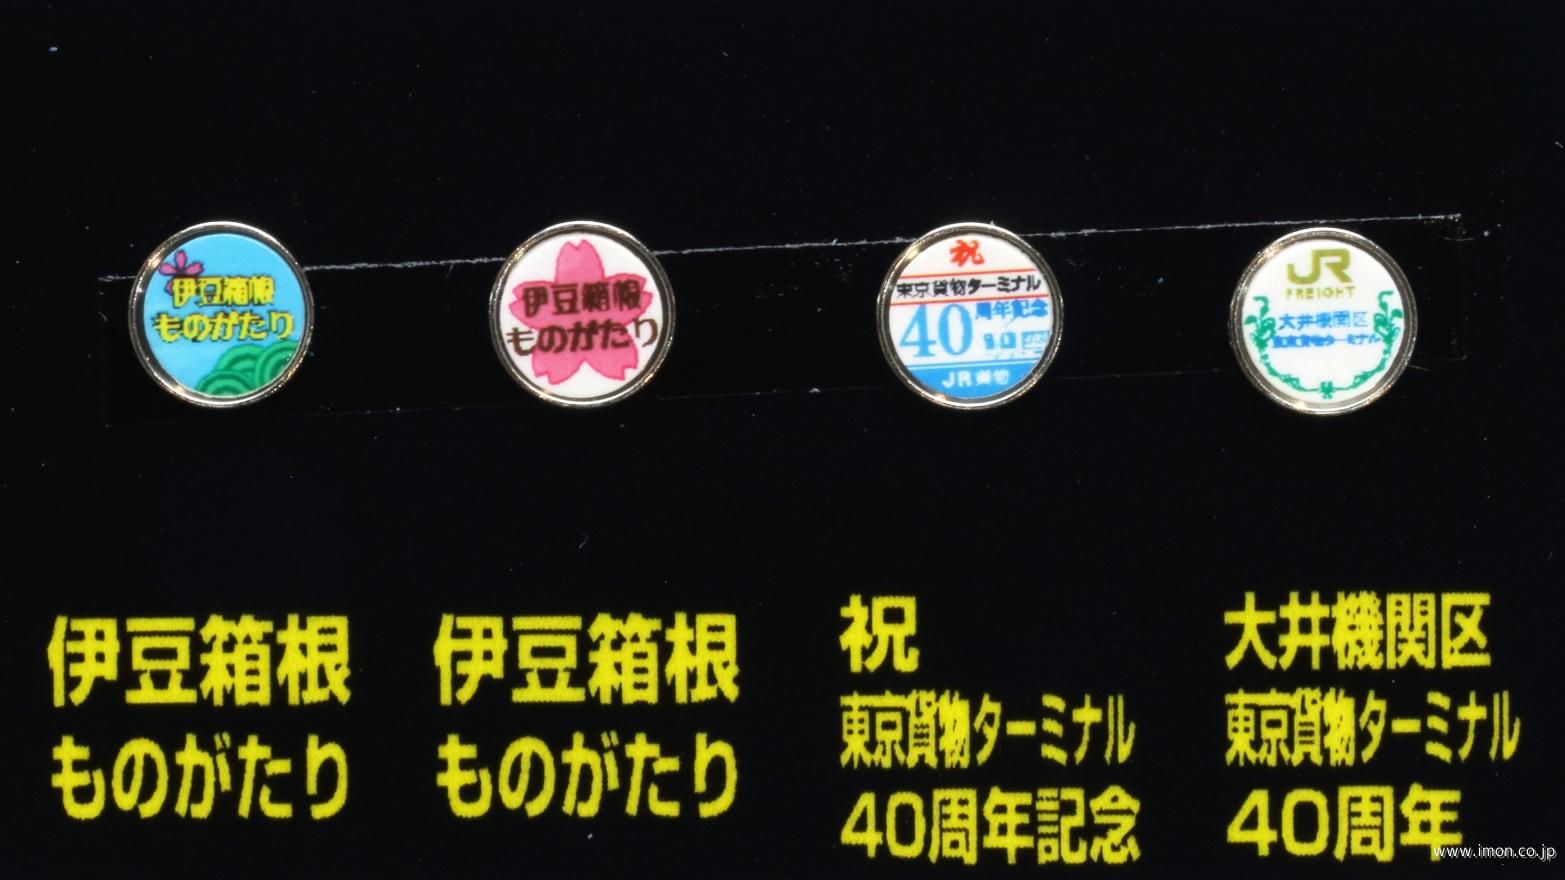 伊豆箱根
ものがたり
伊豆箱根
ものがたり
祝
東京貨物ターミナル
40
周年記念
JR貨物
JR
FREIGHT
大井機関区
東京貨物ターミナル
伊豆箱根
ものがたり
伊豆箱根
ものがたり
祝
東京貨物ターミナル
40周年記念
大井機関区
東京貨物ターミナル
40周年
www.imon.co.jp